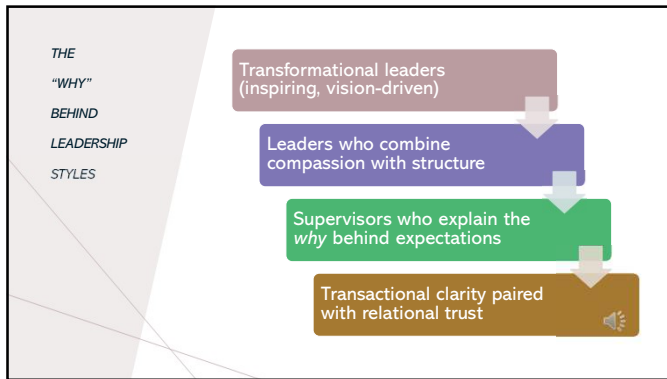 THE
“WHY”
BEHIND
LEADERSHIP
STYLES
Transformational leaders
(inspiring, vision-driven)
Leaders who combine
compassion with structure
Supervisors who explain the
why behind expectations
Transactional clarity paired
with relational trust